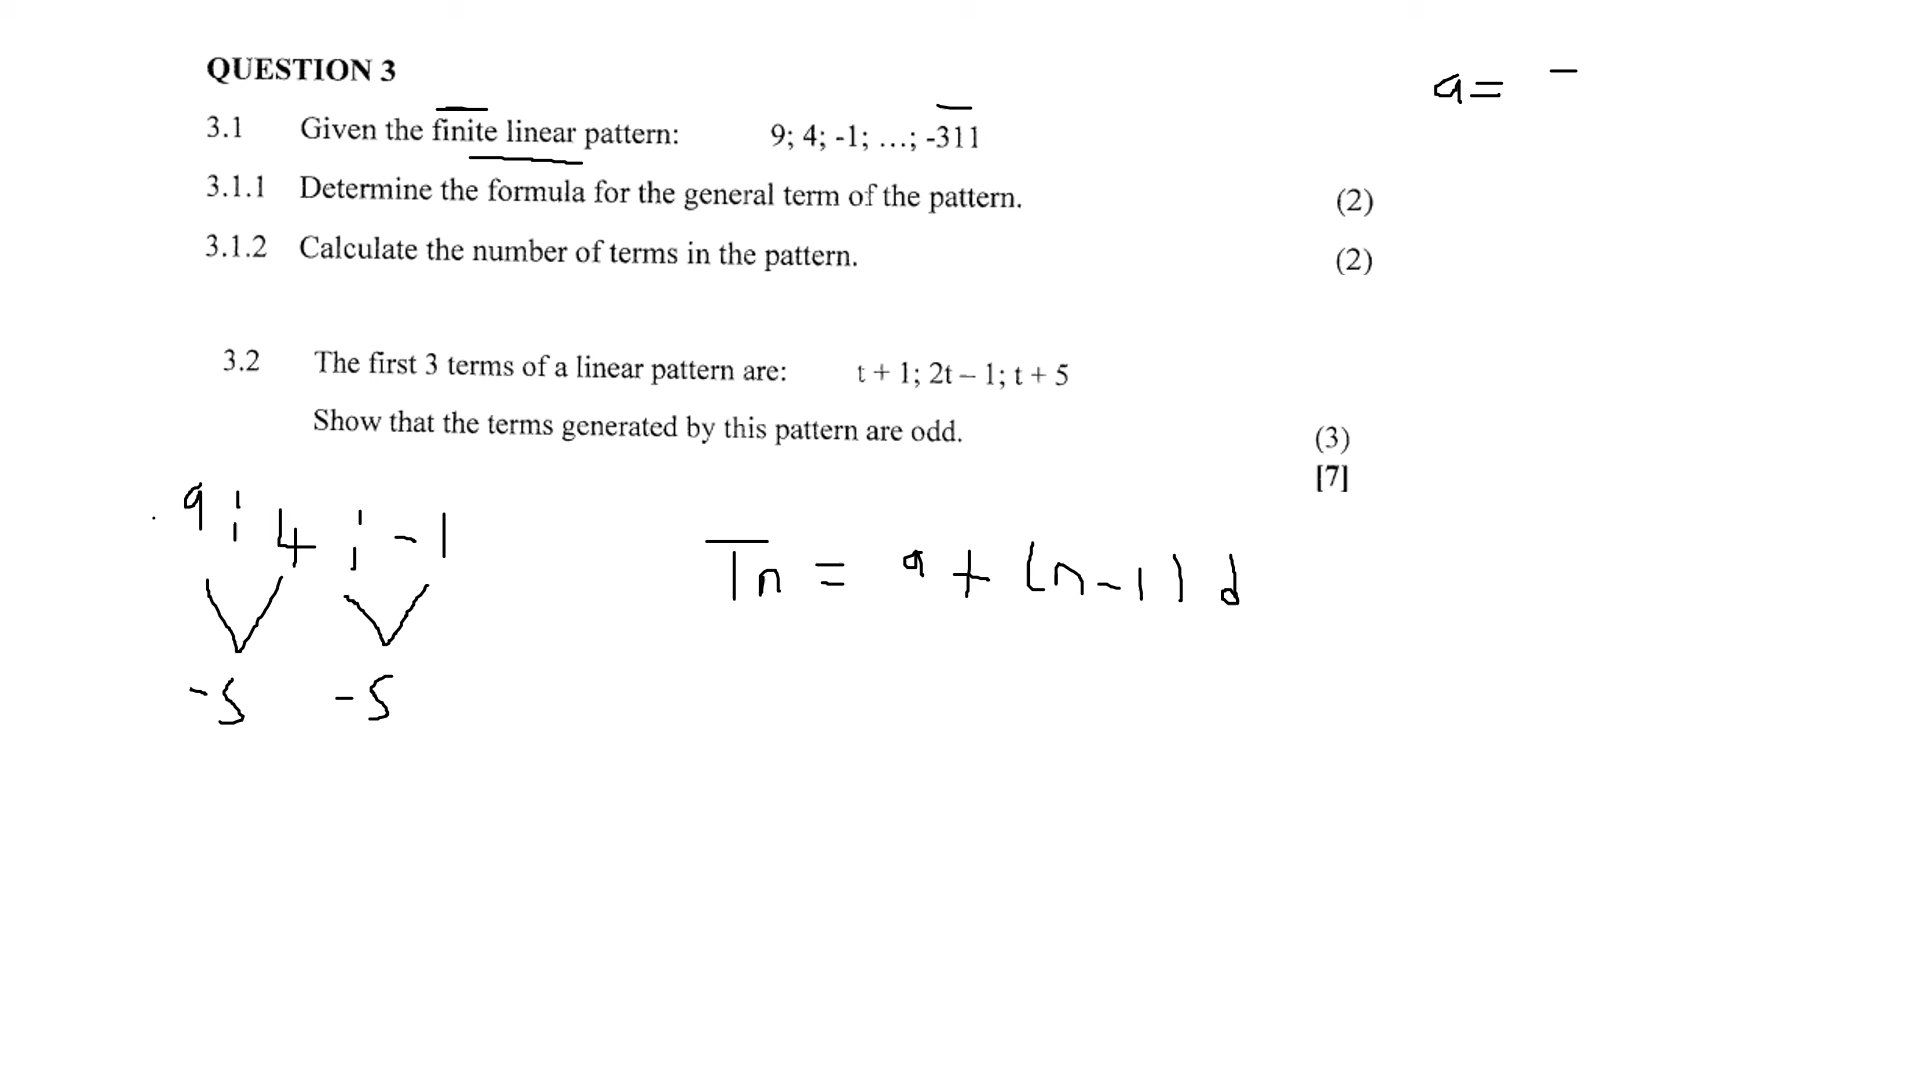 QUESTION 3
a= -
3.1 Given the finite linear pattern: 9; 4; -1; ...; -311
3.1.1 Determine the formula for the general term of the pattern. (2)
3.1.2 Calculate the number of terms in the pattern. (2)
3.2 The first 3 terms of a linear pattern are: t + 1; 2t – 1; t + 5
Show that the terms generated by this pattern are odd. (3)
[7]
9 ; 4 ; -1
Tn = a + (n-1) d
-5 -5